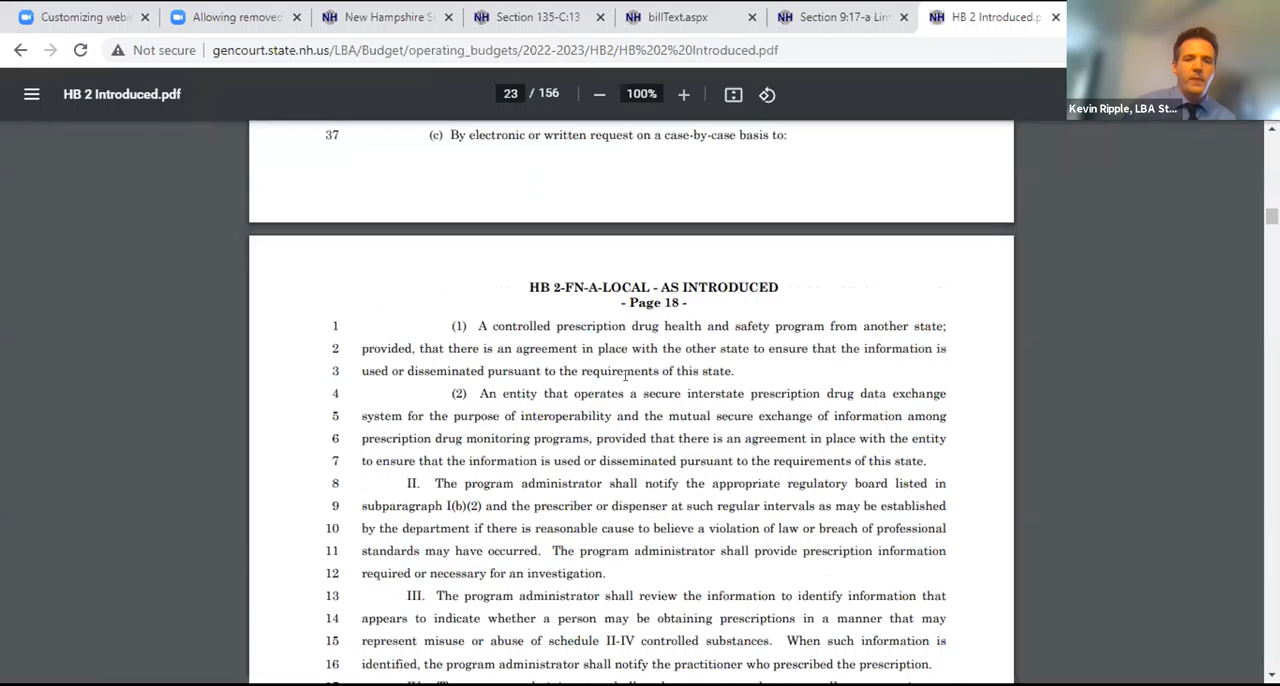 Customizing webi
Allowing removed
New Hampshire S
Section 135-C:13
billText.aspx
Section 9:17-a Lin
HB 2 Introduced.p
Not secure
gencourt.state.nh.us/LBA/Budget/operating_budgets/2022-2023/HB2/HB%202%20Introduced.pdf
HB 2 Introduced.pdf
23 / 156
100%
Kevin Ripple, LBA St...
37 (c) By electronic or written request on a case-by-case basis to:
HB 2-FN-A-LOCAL - AS INTRODUCED
- Page 18 -
1 (1) A controlled prescription drug health and safety program from another state;
2 provided, that there is an agreement in place with the other state to ensure that the information is
3 used or disseminated pursuant to the requirements of this state.
4 (2) An entity that operates a secure interstate prescription drug data exchange
5 system for the purpose of interoperability and the mutual secure exchange of information among
6 prescription drug monitoring programs, provided that there is an agreement in place with the entity
7 to ensure that the information is used or disseminated pursuant to the requirements of this state.
8 II. The program administrator shall notify the appropriate regulatory board listed in
9 subparagraph I(b)(2) and the prescriber or dispenser at such regular intervals as may be established
10 by the department if there is reasonable cause to believe a violation of law or breach of professional
11 standards may have occurred. The program administrator shall provide prescription information
12 required or necessary for an investigation.
13 III. The program administrator shall review the information to identify information that
14 appears to indicate whether a person may be obtaining prescriptions in a manner that may
15 represent misuse or abuse of schedule II-IV controlled substances. When such information is
16 identified, the program administrator shall notify the practitioner who prescribed the prescription.